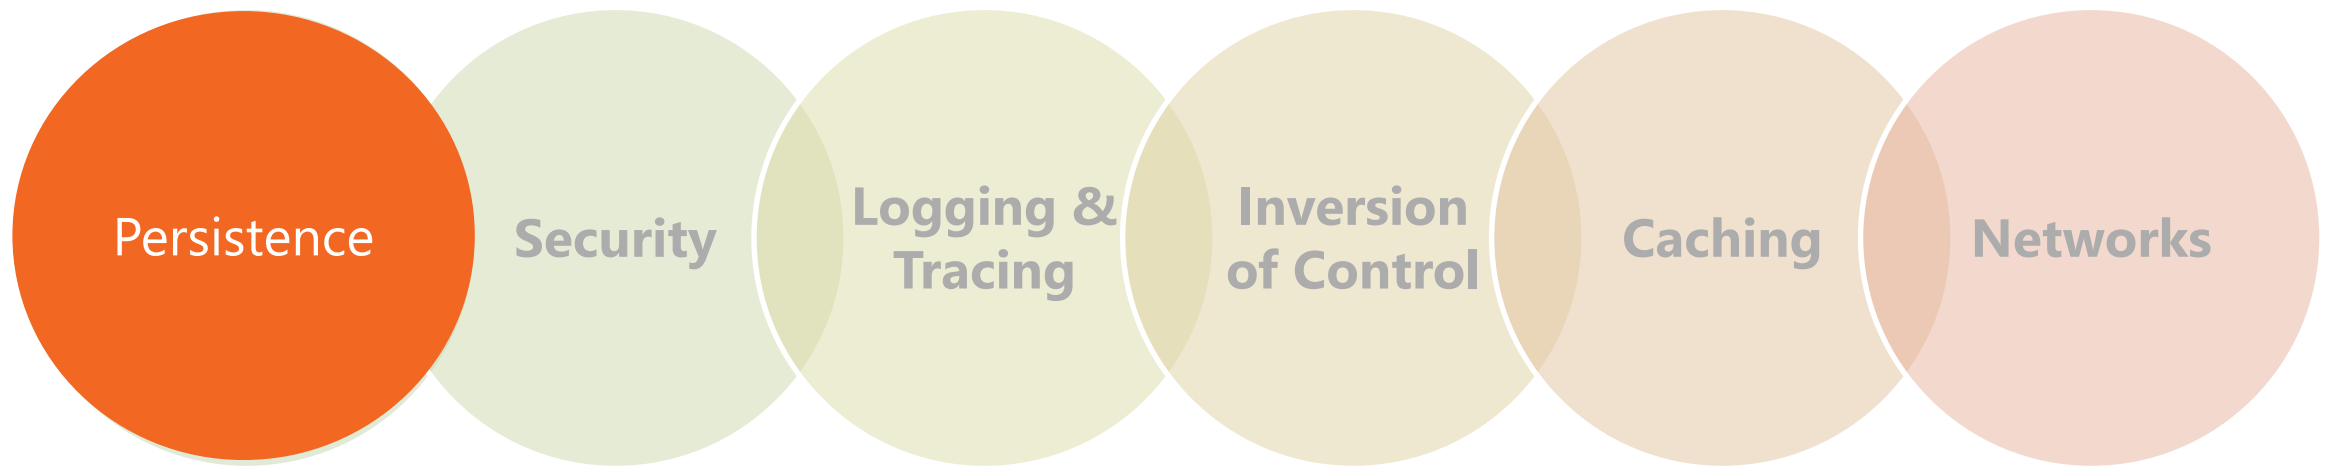 Persistence
Security
Logging &
Tracing
Inversion
of Control
Caching
Networks